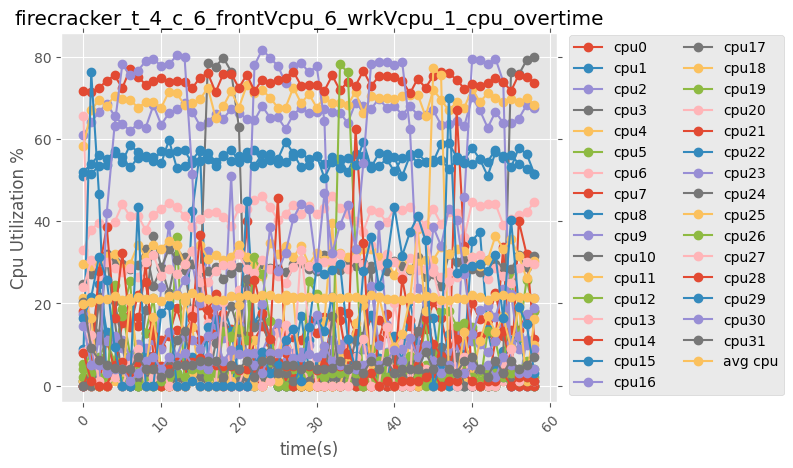 firecracker_t_4_c_6_frontVcpu_6_wrkVcpu_1_cpu_overtime
Cpu Utilization %
80
60
40
20
0
0 10 20 30 40 50 60
time(s)
cpu0
cpu1
cpu2
cpu3
cpu4
cpu5
cpu6
cpu7
cpu8
cpu9
cpu10
cpu11
cpu12
cpu13
cpu14
cpu15
cpu16
cpu17
cpu18
cpu19
cpu20
cpu21
cpu22
cpu23
cpu24
cpu25
cpu26
cpu27
cpu28
cpu29
cpu30
cpu31
avg cpu